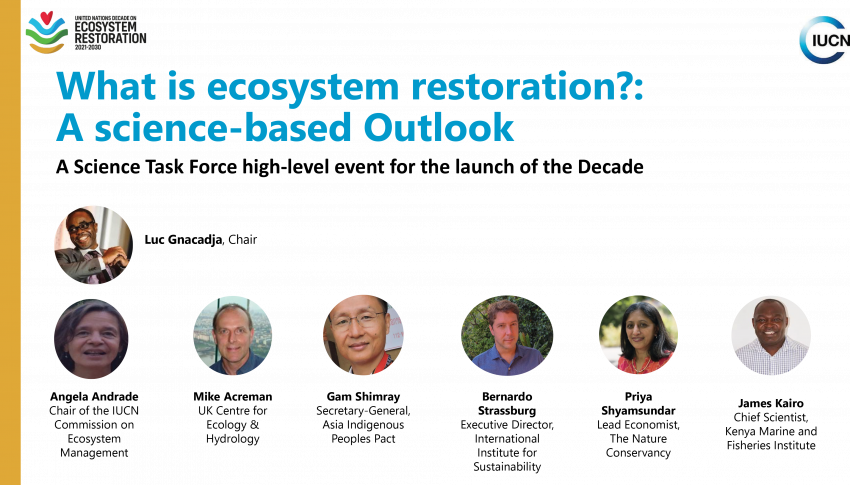 UNITED NATIONS DECADE ON
ECOSYSTEM
RESTORATION
2021-2030
IUCN
What is ecosystem restoration?:
A science-based Outlook
A Science Task Force high-level event for the launch of the Decade
Luc Gnacadja, Chair
Angela Andrade
Chair of the IUCN
Commission on
Ecosystem
Management
Mike Acreman
UK Centre for
Ecology &
Hydrology
Gam Shimray
Secretary-General,
Asia Indigenous
Peoples Pact
Bernardo
Strassburg
Executive Director,
International
Institute for
Sustainability
Priya
Shyamsundar
Lead Economist,
The Nature
Conservancy
James Kairo
Chief Scientist,
Kenya Marine and
Fisheries Institute